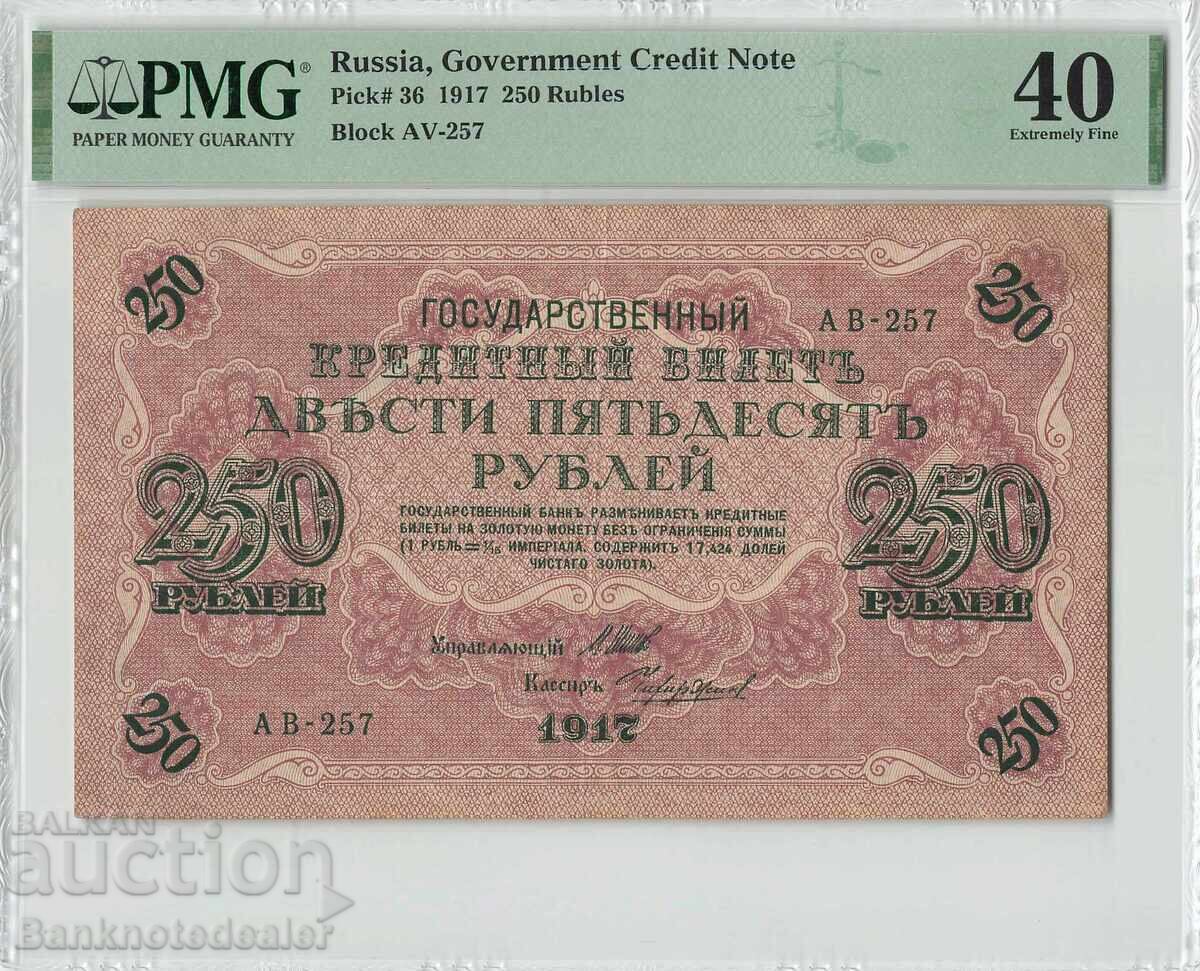 PMG®
PAPER MONEY GUARANTY
Russia, Government Credit Note
Pick# 36 1917 250 Rubles
Block AV-257
40
Extremely Fine
250
250
ГОСУДАРСТВЕННЫЙ
АВ-257
КРЕДИТНЫЙ БИЛЕТЪ
ДВѢСТИ ПЯТЬДЕСЯТЪ
РУБЛЕЙ
250
РУБЛЕЙ
250
РУБЛЕЙ
ГОСУДАРСТВЕННЫЙ БАНКЪ РАЗМѢНИВАЕТЪ КРЕДИТНЫЕ
БИЛЕТЫ НА ЗОЛОТУЮ МОНЕТУ БЕЗЪ ОГРАНИЧЕНІЯ СУММЫ
(1 РУБЛЬ = 1/15 ИМПЕРІАЛА, СОДЕРЖИТЪ 17,424 ДОЛЕЙ
ЧИСТАГО ЗОЛОТА).
Управляющій
Кассиръ
250
АВ-257
1917
250
BALKAN
auction
Banknotedealer